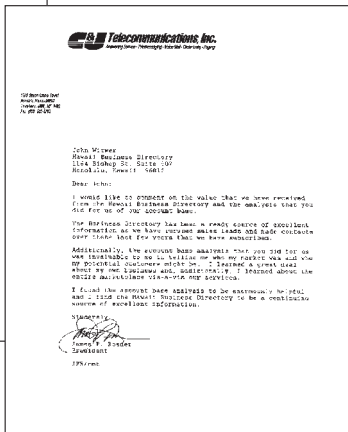 C&J Telecommunications, Inc.
John Witwer
Hawaii Business Directory
1164 Bishop St. Suite 507
Honolulu, Hawaii 96813
Dear John:
I would like to comment on the value that we have received
from the Hawaii Business Directory and the analysis that you
did for us of our account base.
The Business Directory has been a ready source of excellent
information as we have pursued sales leads and made contacts
over these last few years that we have subscribed.
Additionally, the account base analysis that you did for us
was invaluable to me in telling me who my market was and who
my potential customers might be. I learned a great deal
about my own business and, additionally, I learned about the
entire marketplace vis-a-vis our services.
I found the account base analysis to be extremely helpful
and I find the Hawaii Business Directory to be a continuing
source of excellent information.
Sincerely,
James P.
President